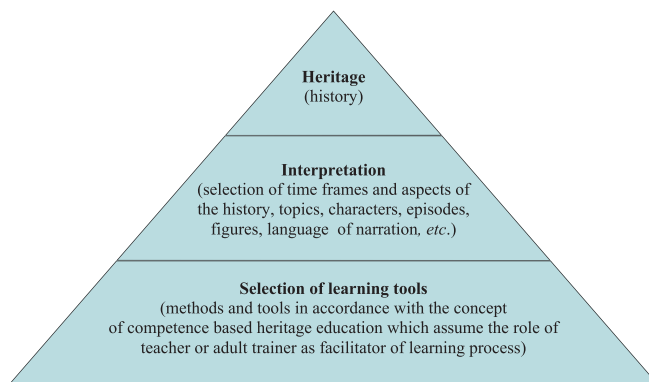 Heritage
(history)
Interpretation
(selection of time frames and aspects of
the history, topics, characters, episodes,
figures, language of narration, etc.)
Selection of learning tools
(methods and tools in accordance with the concept
of competence based heritage education which assume the role of
teacher or adult trainer as facilitator of learning process)